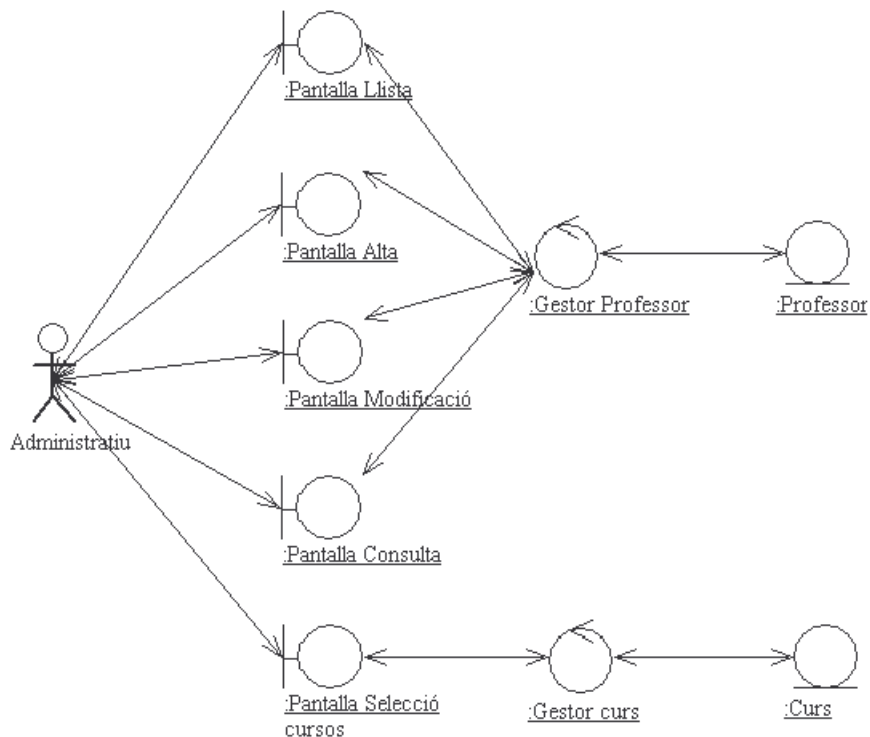 :Pantalla Llista
:Pantalla Alta
:Gestor Professor
:Professor
:Pantalla Modificació
Administratiu
:Pantalla Consulta
:Pantalla Selecció
cursos
:Gestor curs
:Curs